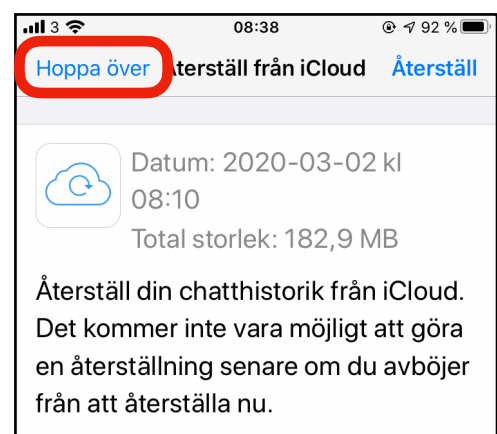 3 08:38 92 %
Hoppa över terställ från iCloud Återställ
Datum: 2020-03-02 kl
08:10
Total storlek: 182,9 MB
Återställ din chatthistorik från iCloud.
Det kommer inte vara möjligt att göra
en återställning senare om du avböjer
från att återställa nu.